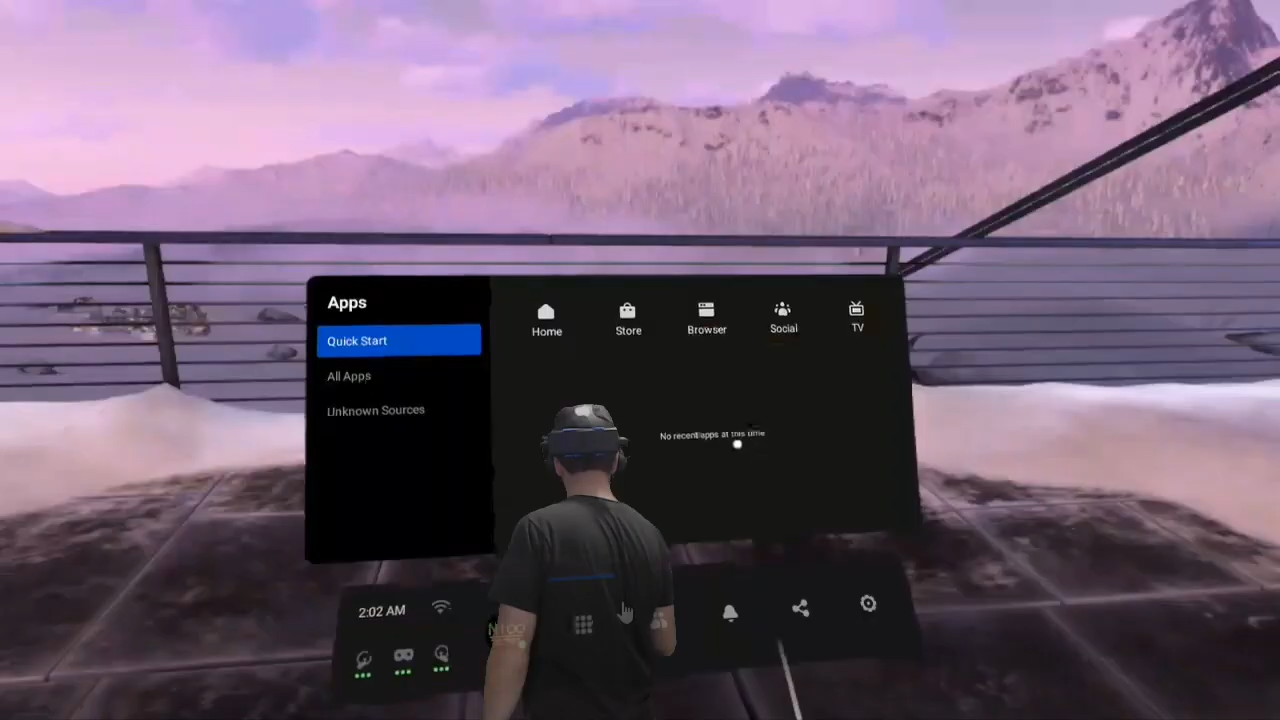 Apps
Quick Start
All Apps
Unknown Sources
Home
Store
Browser
Social
TV
No recent apps at this time
2:02 AM